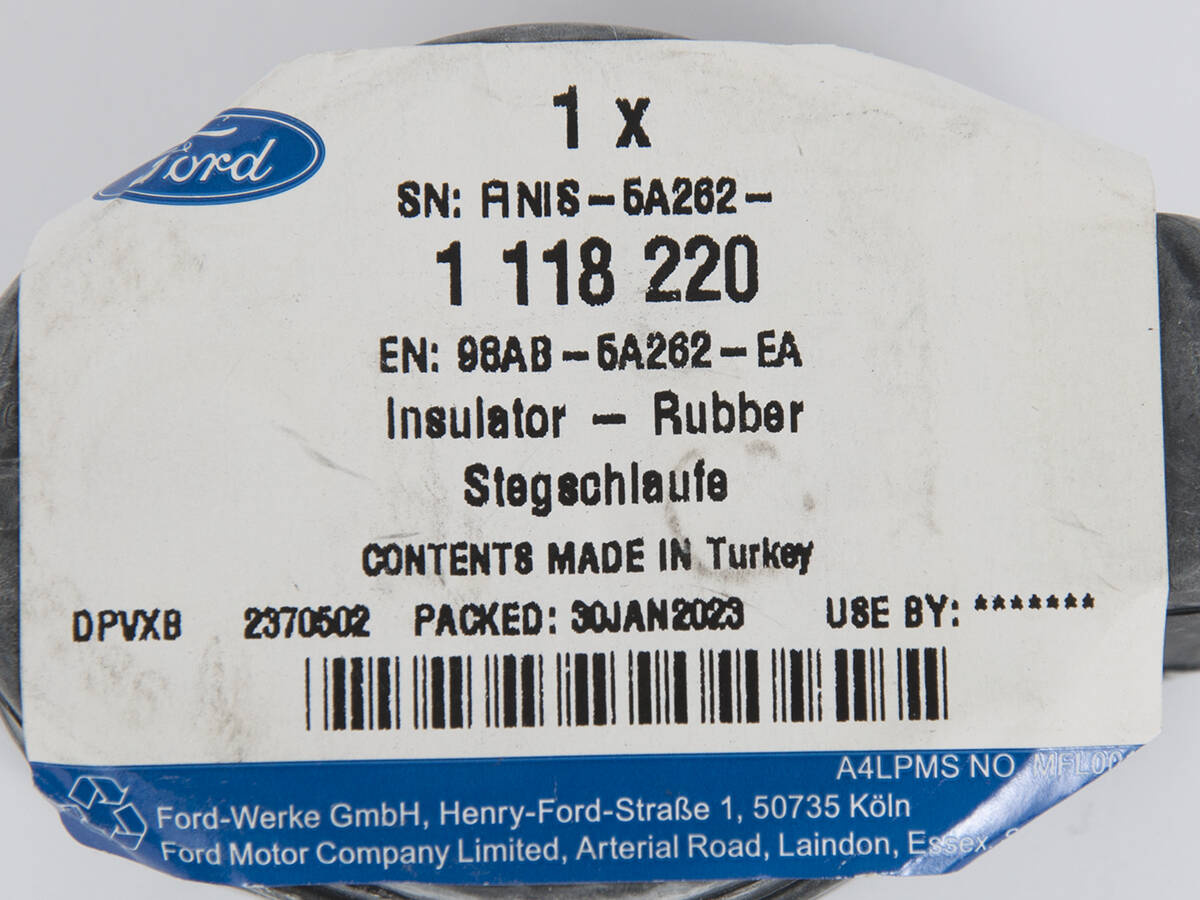 Ford
1 x
SN: FINIS-5A262-
1 118 220
EN: 98AB-5A262-EA
Insulator - Rubber
Stegschlaufe
CONTENTS MADE IN Turkey
DPVXB 2370502 PACKED: 30JAN2023 USE BY: *******
A4LPMS NO
Ford-Werke GmbH, Henry-Ford-Straße 1, 50735 Köln
Ford Motor Company Limited, Arterial Road, Laindon, Essex,